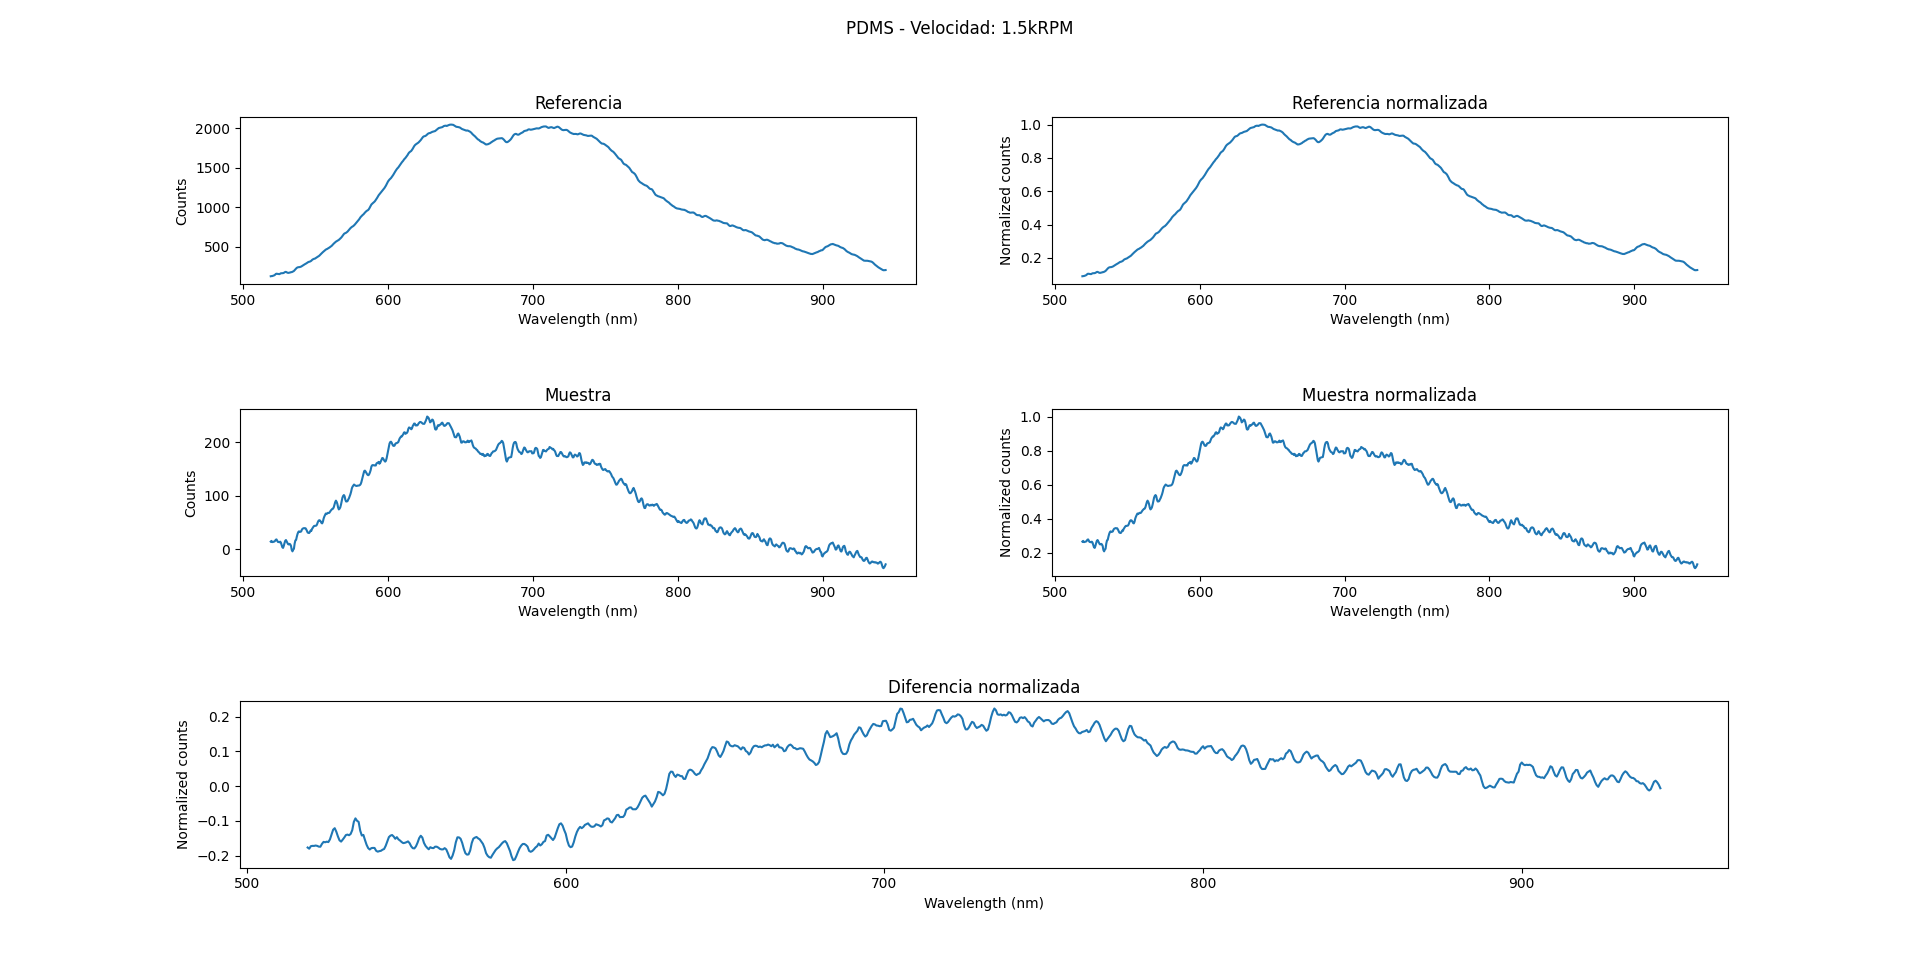 PDMS - Velocidad: 1.5kRPM
Referencia
Counts
2000
1500
1000
500
500 600 700 800 900
Wavelength (nm)
Referencia normalizada
Normalized counts
1.0
0.8
0.6
0.4
0.2
500 600 700 800 900
Wavelength (nm)
Muestra
Counts
200
100
0
500 600 700 800 900
Wavelength (nm)
Muestra normalizada
Normalized counts
1.0
0.8
0.6
0.4
0.2
500 600 700 800 900
Wavelength (nm)
Diferencia normalizada
Normalized counts
0.2
0.1
0.0
−0.1
−0.2
500 600 700 800 900
Wavelength (nm)